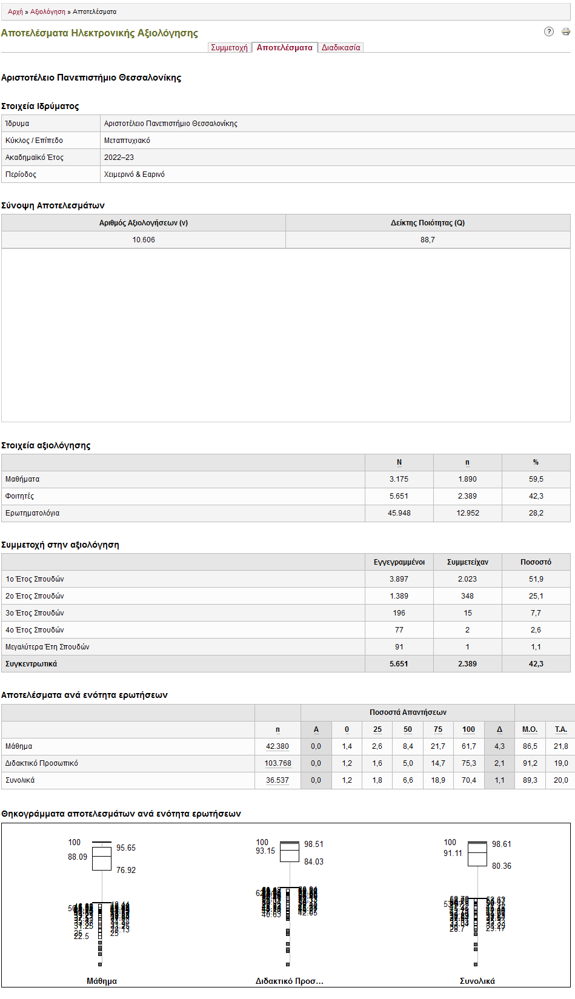 Αρχή » Αξιολόγηση » Αποτελέσματα
Αποτελέσματα Ηλεκτρονικής Αξιολόγησης
?
Συμμετοχή Αποτελέσματα Διαδικασία
Αριστοτέλειο Πανεπιστήμιο Θεσσαλονίκης
Στοιχεία Ιδρύματος
Ίδρυμα Αριστοτέλειο Πανεπιστήμιο Θεσσαλονίκης
Κύκλος / Επίπεδο Μεταπτυχιακό
Ακαδημαϊκό Έτος 2022–23
Περίοδος Χειμερινό & Εαρινό
Σύνοψη Αποτελεσμάτων
Αριθμός Αξιολογήσεων (ν) Δείκτης Ποιότητας (Q)
10.606 88,7
Στοιχεία αξιολόγησης
N n %
Μαθήματα 3.175 1.890 59,5
Φοιτητές 5.651 2.389 42,3
Ερωτηματολόγια 45.948 12.952 28,2
Συμμετοχή στην αξιολόγηση
Εγγεγραμμένοι Συμμετείχαν Ποσοστό
1ο Έτος Σπουδών 3.897 2.023 51,9
2ο Έτος Σπουδών 1.389 348 25,1
3ο Έτος Σπουδών 196 15 7,7
4ο Έτος Σπουδών 77 2 2,6
Μεγαλύτερα Έτη Σπουδών 91 1 1,1
Συγκεντρωτικά 5.651 2.389 42,3
Αποτελέσματα ανά ενότητα ερωτήσεων
Ποσοστά Απαντήσεων
n Α 0 25 50 75 100 Δ Μ.Ο. Τ.Α.
Μάθημα 42.380 0,0 1,4 2,6 8,4 21,7 61,7 4,3 86,5 21,8
Διδακτικό Προσωπικό 103.768 0,0 1,2 1,6 5,0 14,7 75,3 2,1 91,2 19,0
Συνολικά 36.537 0,0 1,2 1,8 6,6 18,9 70,4 1,1 89,3 20,0
Θηκογράμματα αποτελεσμάτων ανά ενότητα ερωτήσεων
100 95.65 100 98.51 100 98.61
88.09 93.15 91.11
76.92 84.03 80.36
40.63 42.05
31.25 31.25
25
22.5 25
28.7 29.17
Μάθημα Διδακτικό Προσ... Συνολικά